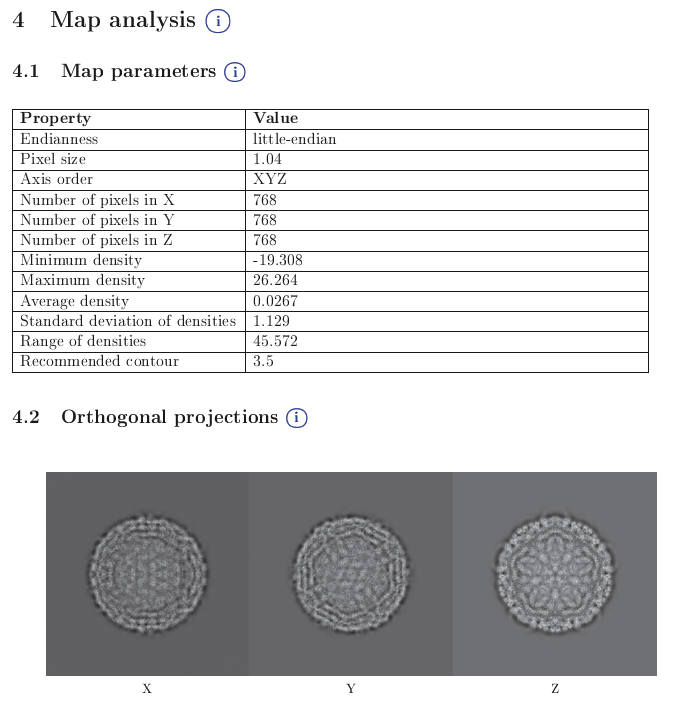 4 Map analysis i
4.1 Map parameters i
Property Value
Endianness little-endian
Pixel size 1.04
Axis order XYZ
Number of pixels in X 768
Number of pixels in Y 768
Number of pixels in Z 768
Minimum density -19.308
Maximum density 26.264
Average density 0.0267
Standard deviation of densities 1.129
Range of densities 45.572
Recommended contour 3.5
4.2 Orthogonal projections i
X Y Z